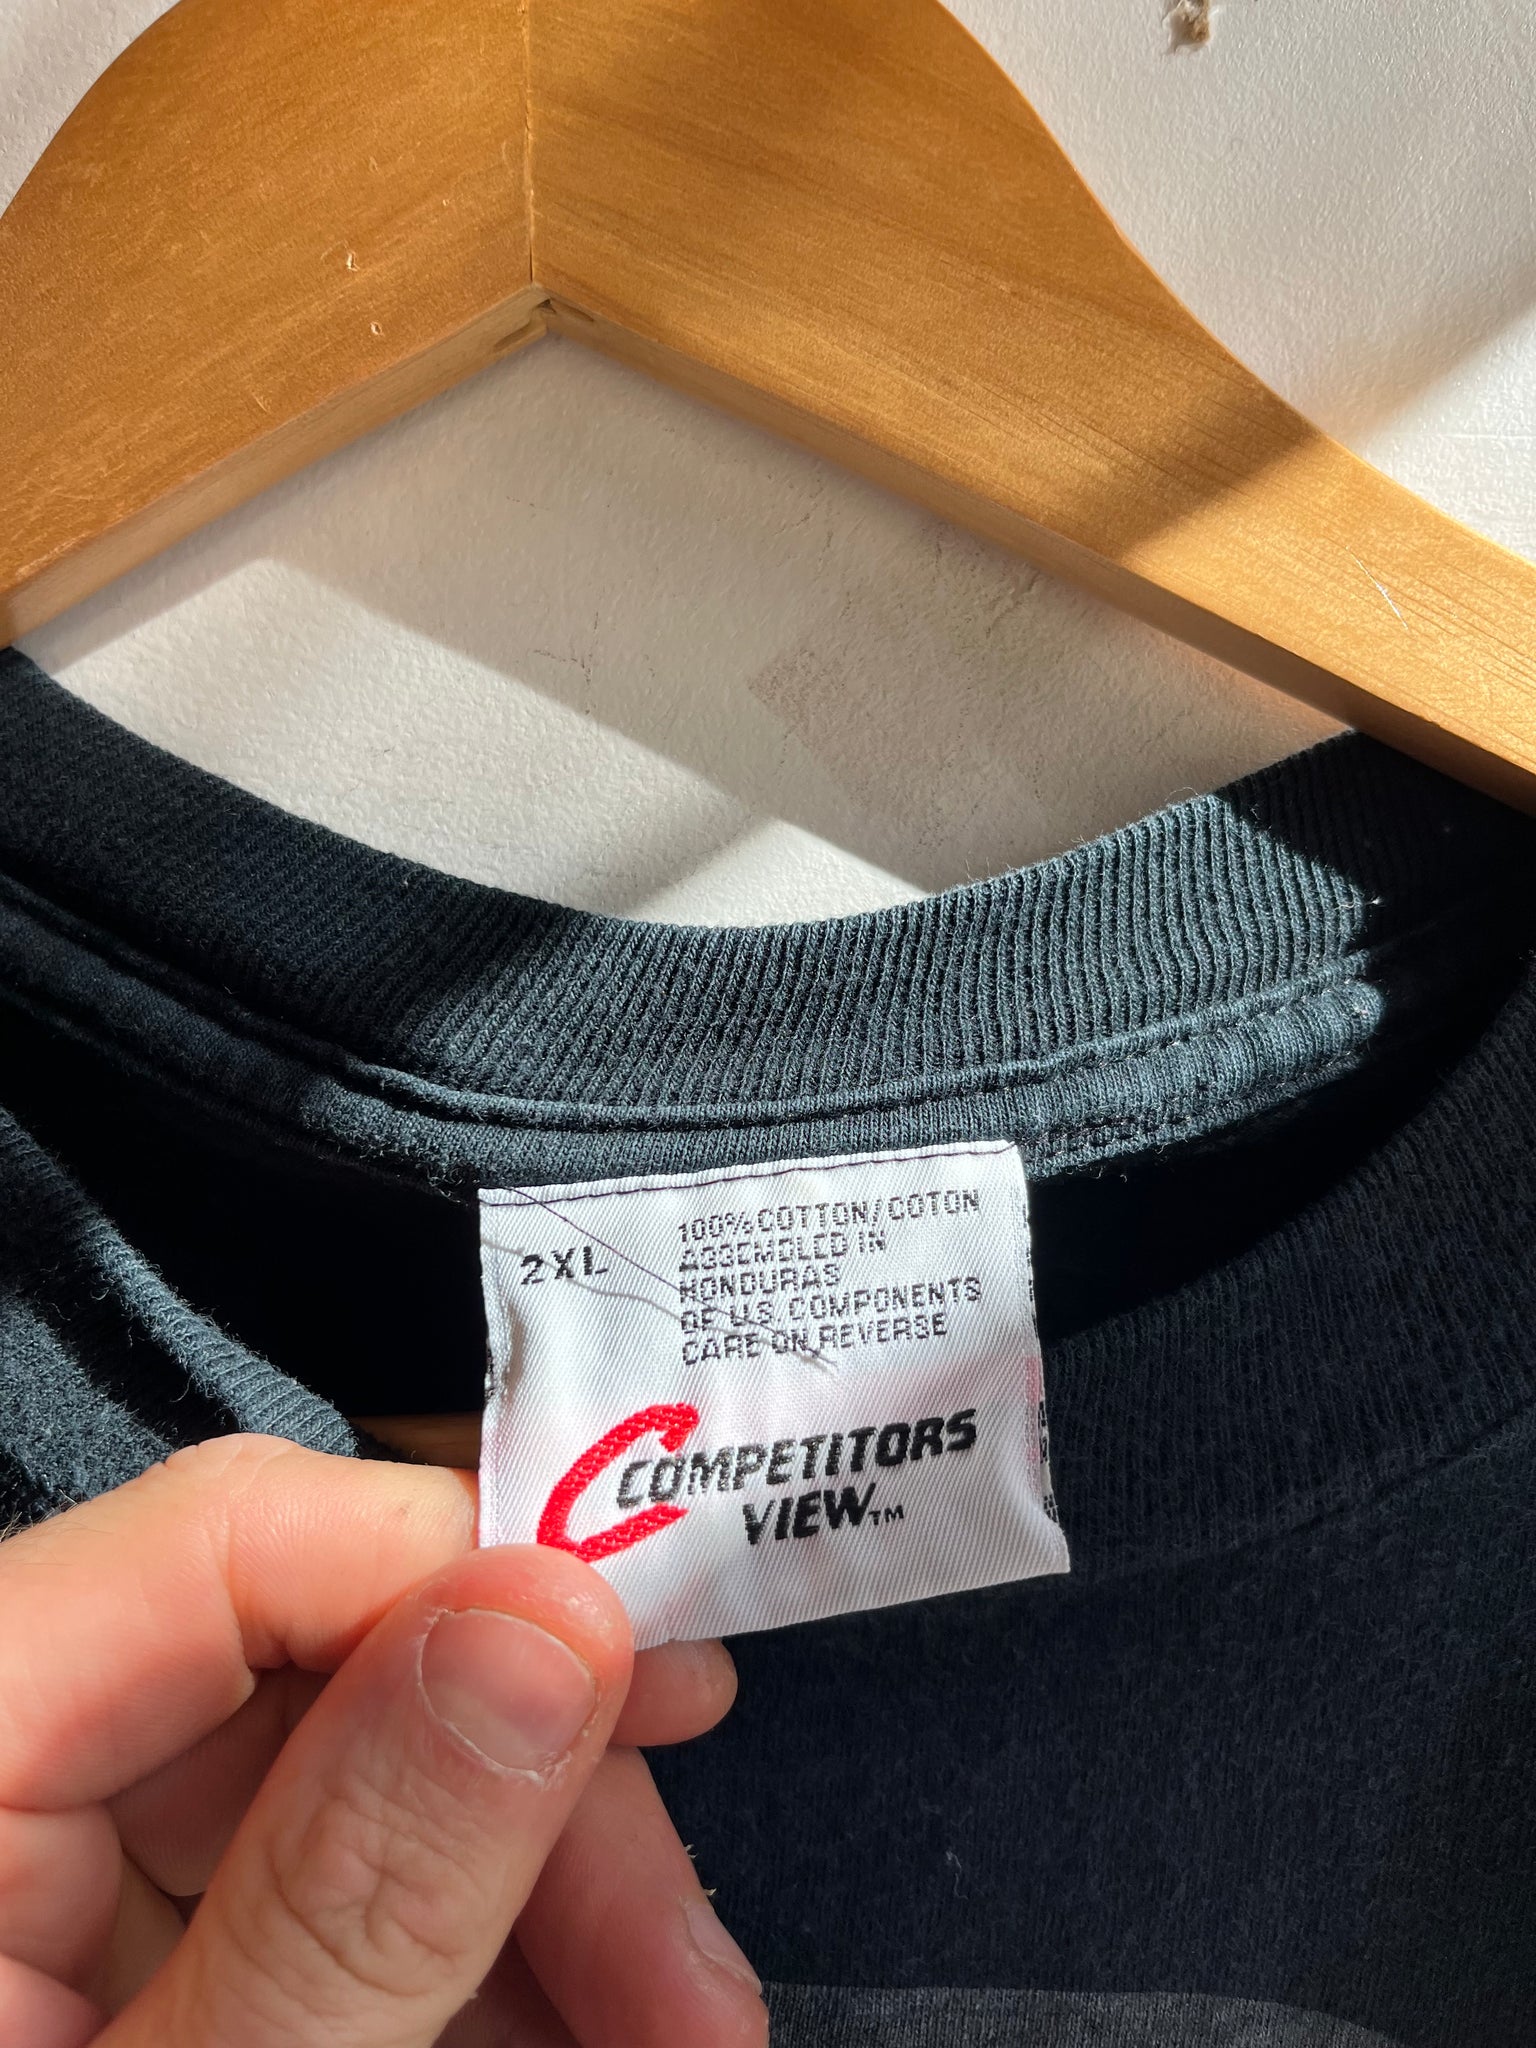 2XL
100% COTTON/COTON
ASSEMBLED IN
HONDURAS
OF U.S. COMPONENTS
CARE ON REVERSE
C COMPETITORS
VIEW™